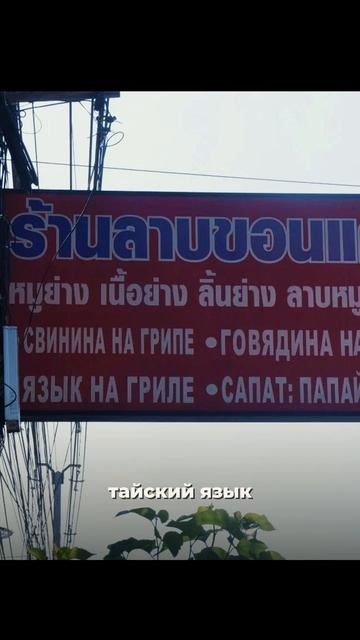 ร้านลาบขอนแ
หมูย่าง เนื้อย่าง ลิ้นย่าง ลาบหมู
СВИНИНА НА ГРИПЕ •ГОВЯДИНА НА
ЯЗЫК НА ГРИЛЕ •САПАТ: ПАПАЙ
тайский язык